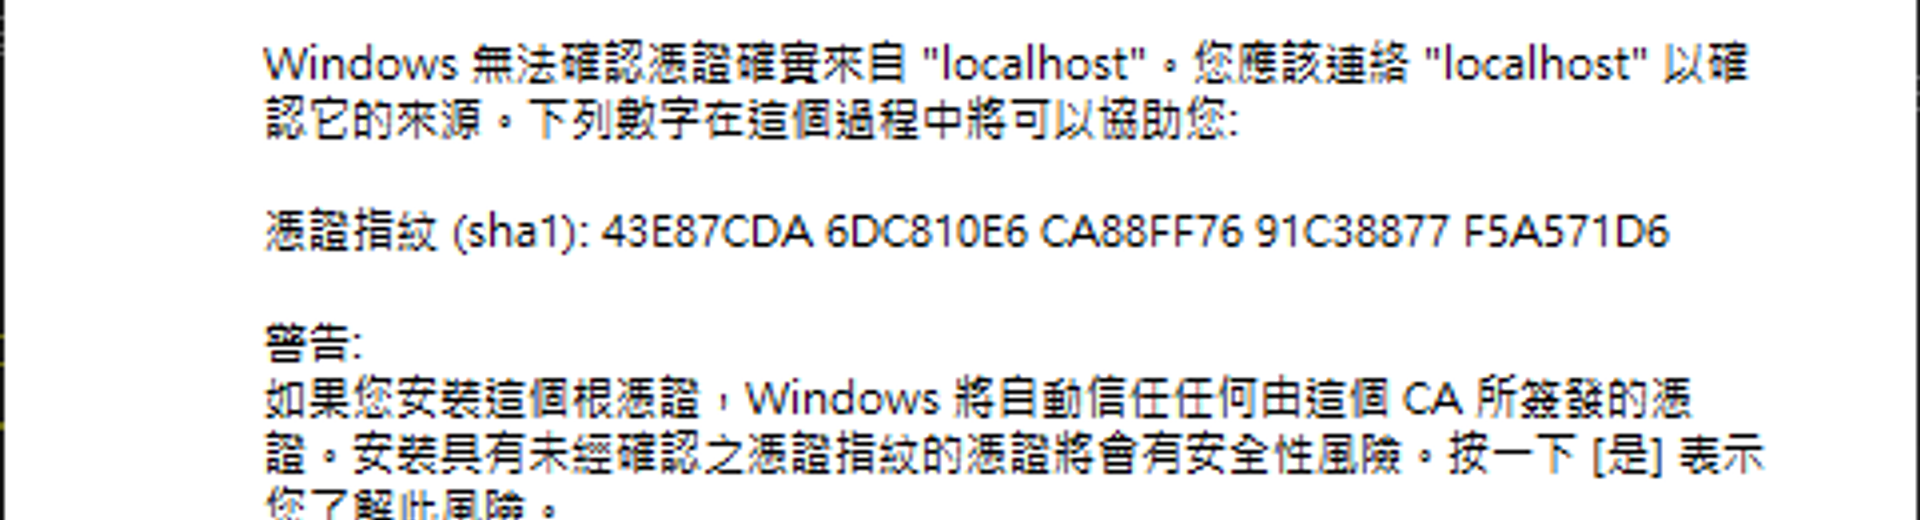 Windows 無法確認憑證確實來自 "localhost"。您應該連絡 "localhost" 以確
認它的來源。下列數字在這個過程中將可以協助您:
憑證指紋 (sha1): 43E87CDA 6DC810E6 CA88FF76 91C38877 F5A571D6
警告:
如果您安裝這個根憑證，Windows 將自動信任任何由這個 CA 所簽發的憑
證。安裝具有未經確認之憑證指紋的憑證將會有安全性風險。按一下 [是] 表示
您了解此風險。